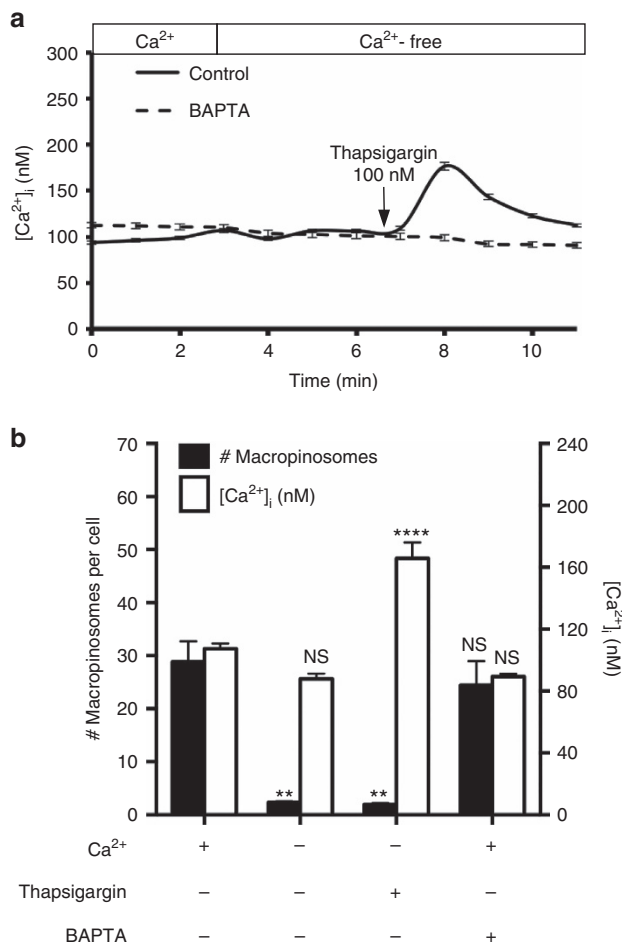 a
Ca²⁺ Ca²⁺- free
300
250
200
150
100
50
0
[Ca²⁺]ᵢ (nM)
Control
BAPTA
Thapsigargin
100 nM
0 2 4 6 8 10
Time (min)
b
70
60
50
40
30
20
10
0
# Macropinosomes per cell
# Macropinosomes
[Ca²⁺]ᵢ (nM)
240
200
160
120
80
40
0
[Ca²⁺]ᵢ (nM)
** NS ** **** NS NS
Ca²⁺ + – – +
Thapsigargin – – + –
BAPTA – – – +